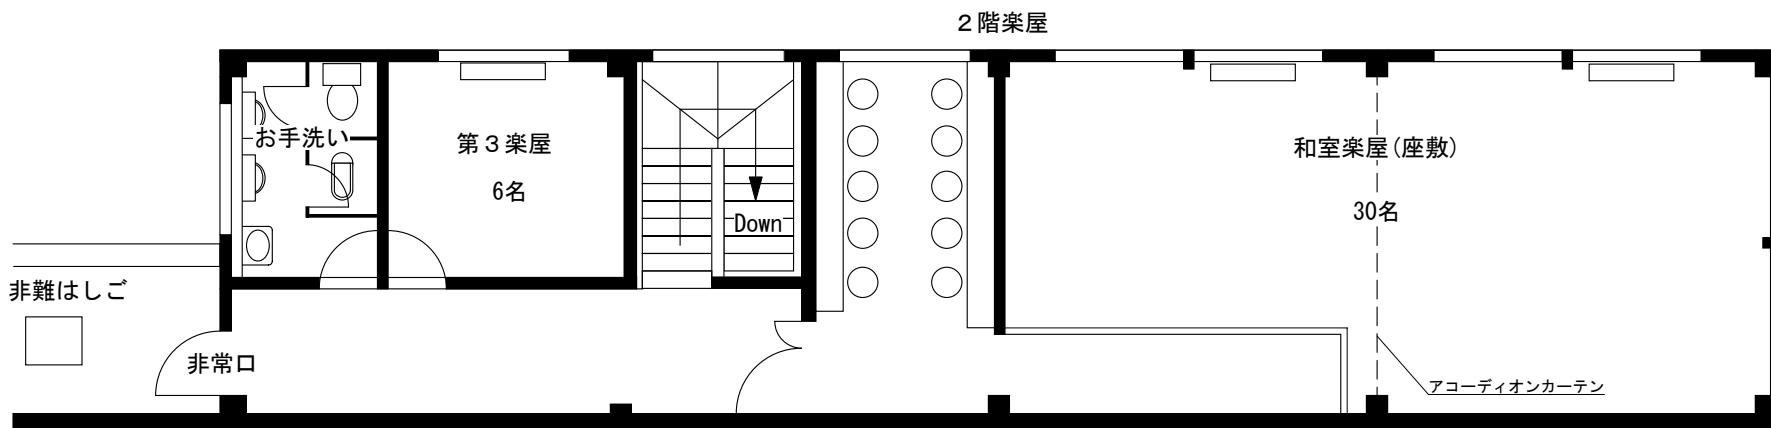 ２階楽屋
お手洗い
第３楽屋
6名
Down
和室楽屋(座敷)
30名
非難はしご
非常口
アコーディオンカーテン